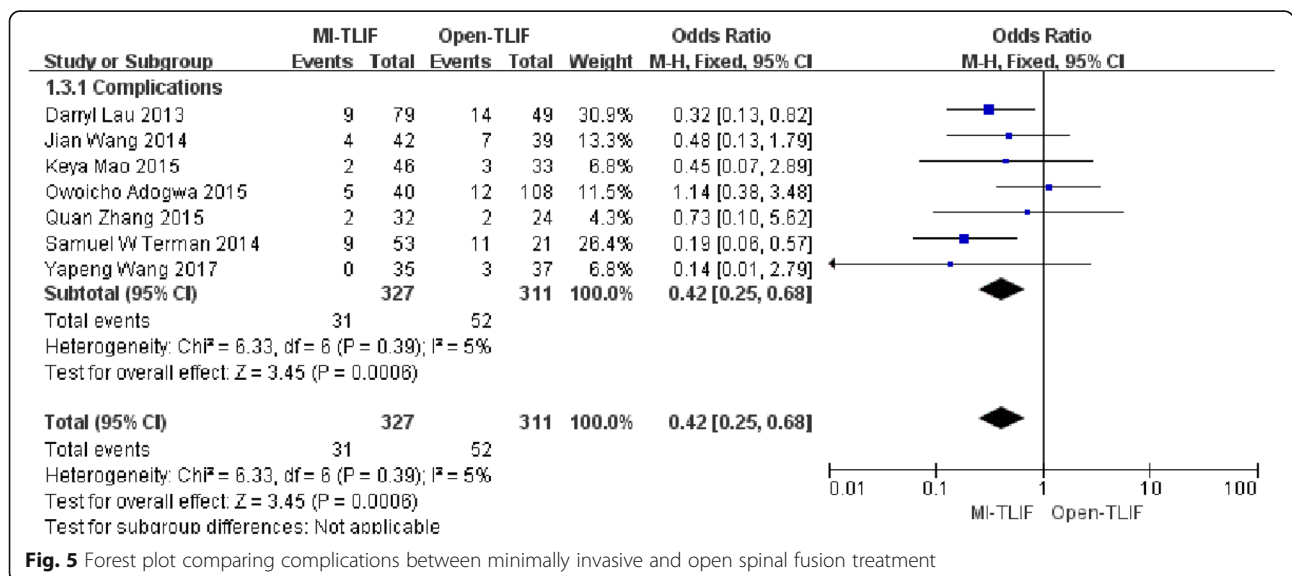 MI-TLIF Open-TLIF Odds Ratio Odds Ratio
Study or Subgroup Events Total Events Total Weight M-H, Fixed, 95% CI M-H, Fixed, 95% CI
1.3.1 Complications
Darryl Lau 2013 9 79 14 49 30.9% 0.32 [0.13, 0.82]
Jian Wang 2014 4 42 7 39 13.3% 0.48 [0.13, 1.79]
Keya Mao 2015 2 46 3 33 6.8% 0.45 [0.07, 2.89]
Owoicho Adogwa 2015 5 40 12 108 11.5% 1.14 [0.38, 3.48]
Quan Zhang 2015 2 32 2 24 4.3% 0.73 [0.10, 5.62]
Samuel W Terman 2014 9 53 11 21 26.4% 0.19 [0.06, 0.57]
Yapeng Wang 2017 0 35 3 37 6.8% 0.14 [0.01, 2.79]
Subtotal (95% CI) 327 311 100.0% 0.42 [0.25, 0.68]
Total events 31 52
Heterogeneity: Chi² = 6.33, df = 6 (P = 0.39); I² = 5%
Test for overall effect: Z = 3.45 (P = 0.0006)
Total (95% CI) 327 311 100.0% 0.42 [0.25, 0.68]
Total events 31 52
Heterogeneity: Chi² = 6.33, df = 6 (P = 0.39); I² = 5%
Test for overall effect: Z = 3.45 (P = 0.0006)
Test for subgroup differences: Not applicable
0.01 0.1 1 10 100
MI-TLIF Open-TLIF
Fig. 5 Forest plot comparing complications between minimally invasive and open spinal fusion treatment